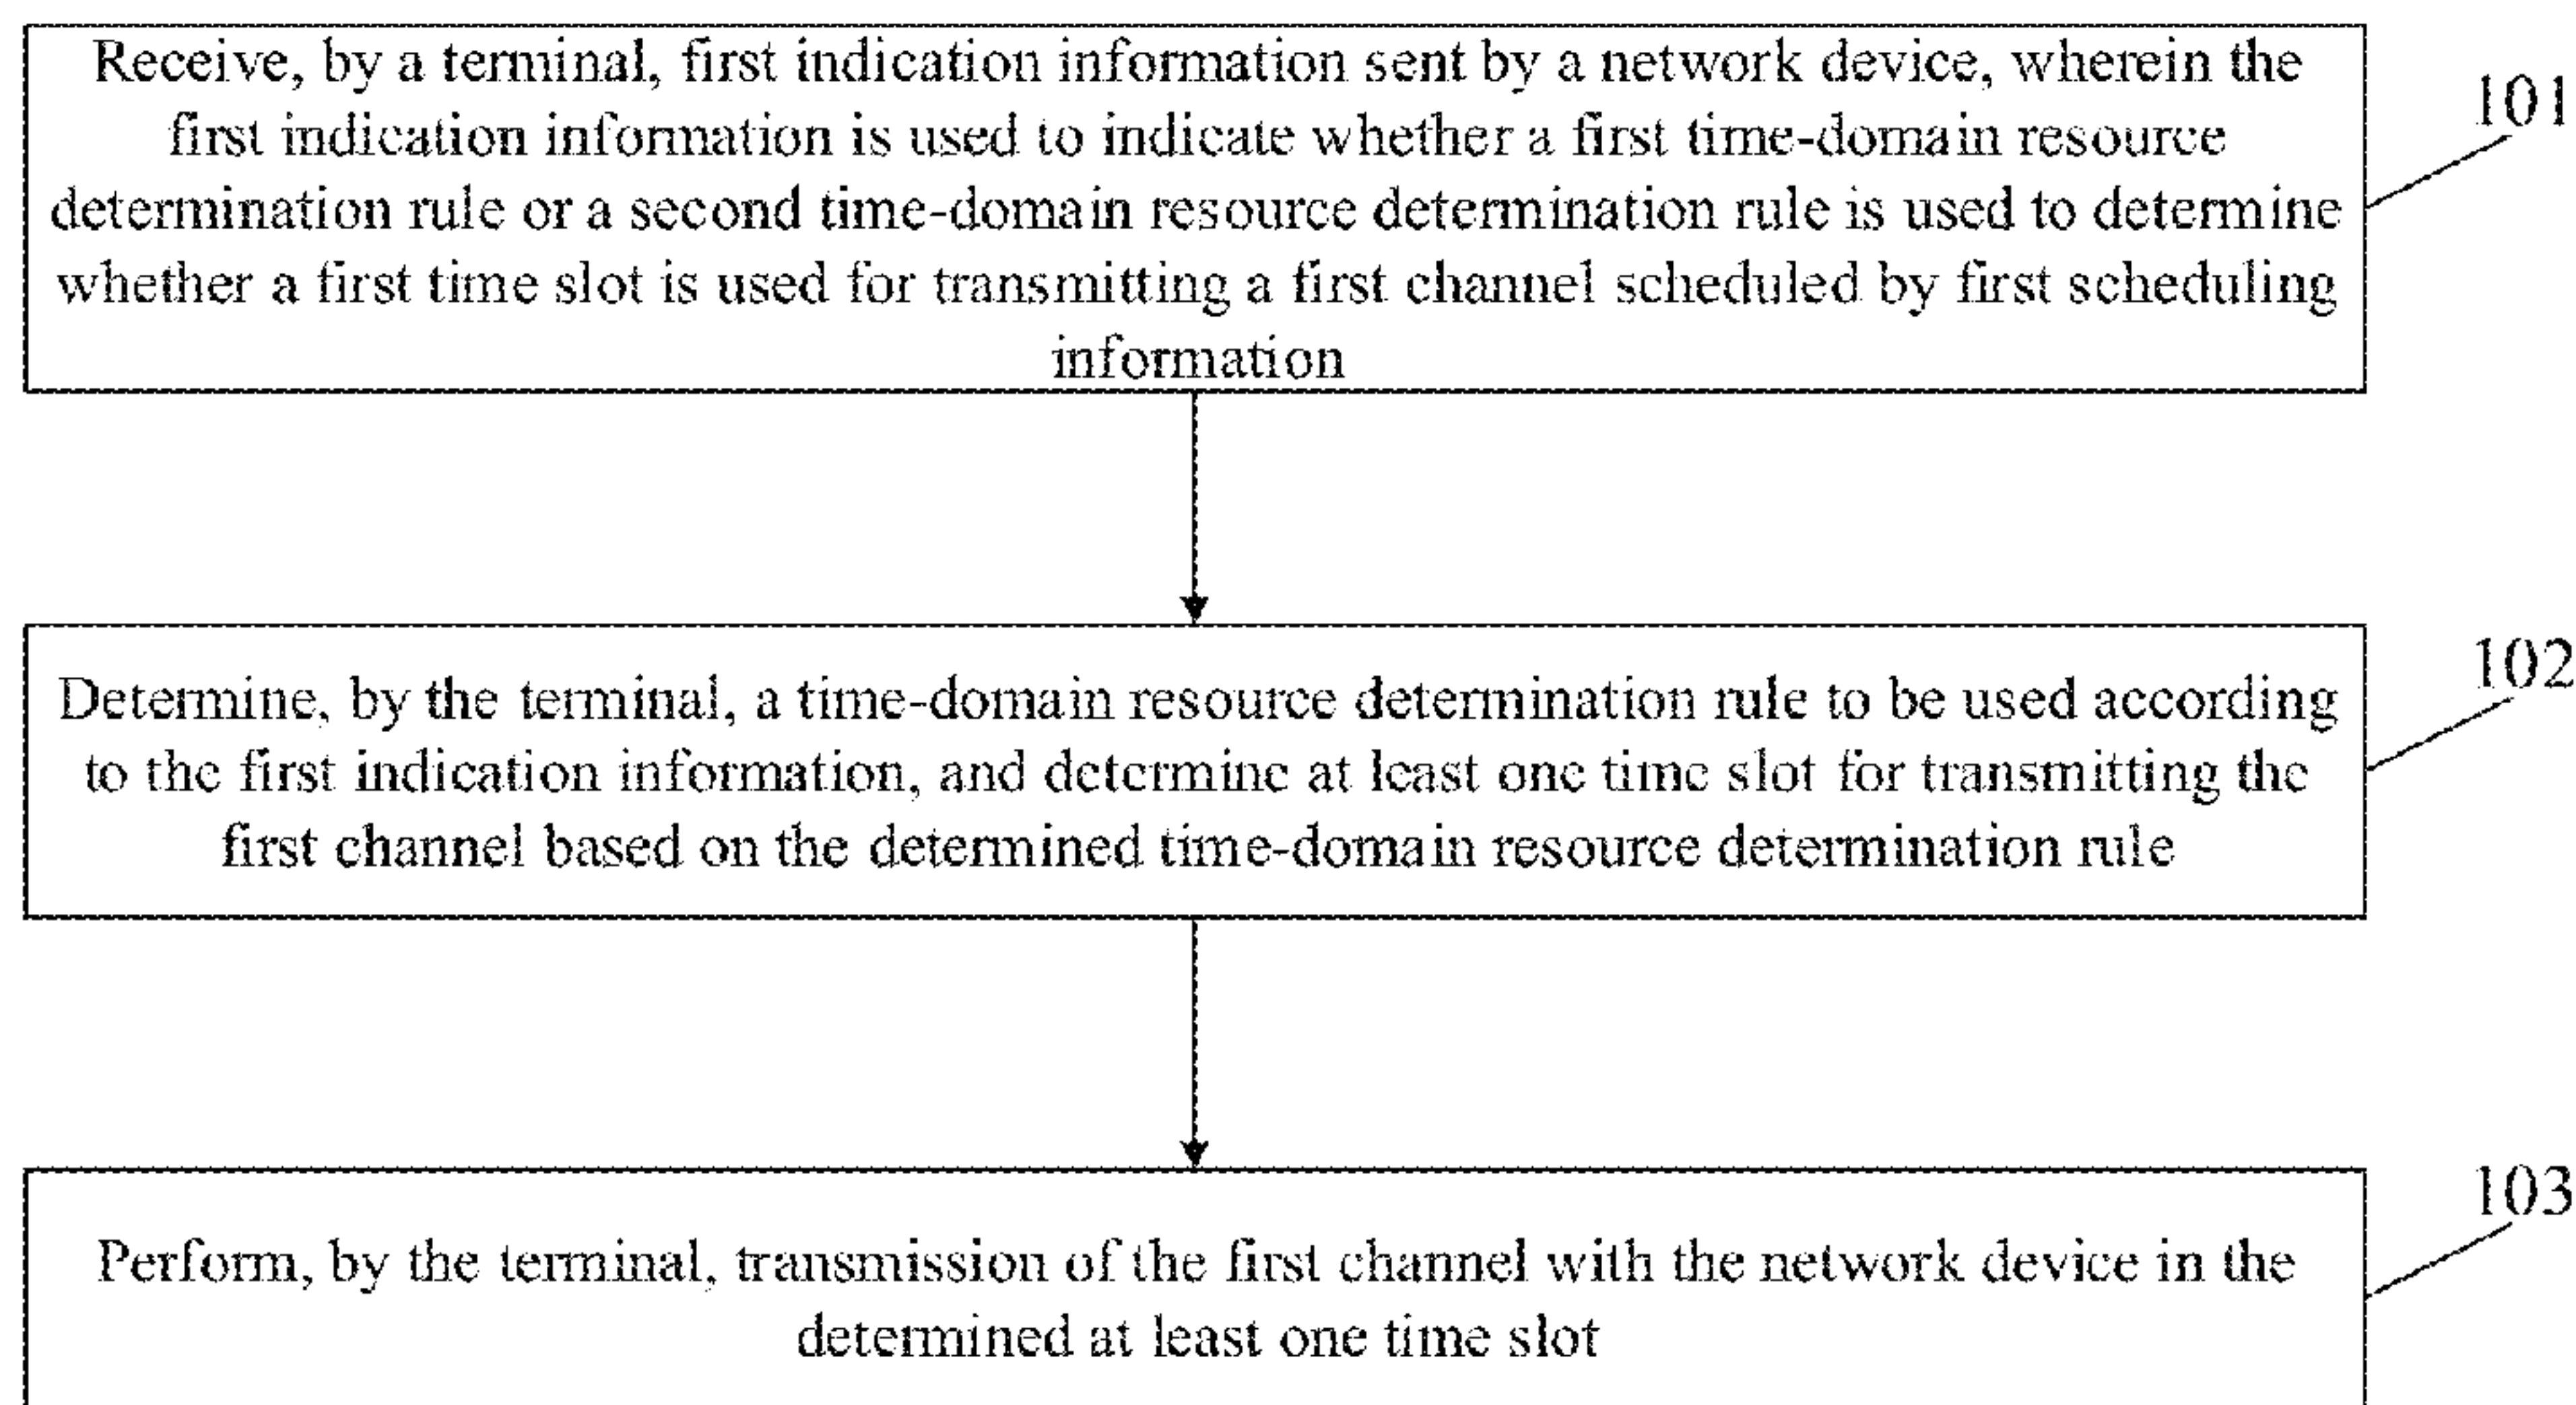 Receive, by a terminal, first indication information sent by a network device, wherein the
first indication information is used to indicate whether a first time-domain resource
determination rule or a second time-domain resource determination rule is used to determine
whether a first time slot is used for transmitting a first channel scheduled by first scheduling
information
101
Determine, by the terminal, a time-domain resource determination rule to be used according
to the first indication information, and determine at least one time slot for transmitting the
first channel based on the determined time-domain resource determination rule
102
Perform, by the terminal, transmission of the first channel with the network device in the
determined at least one time slot
103